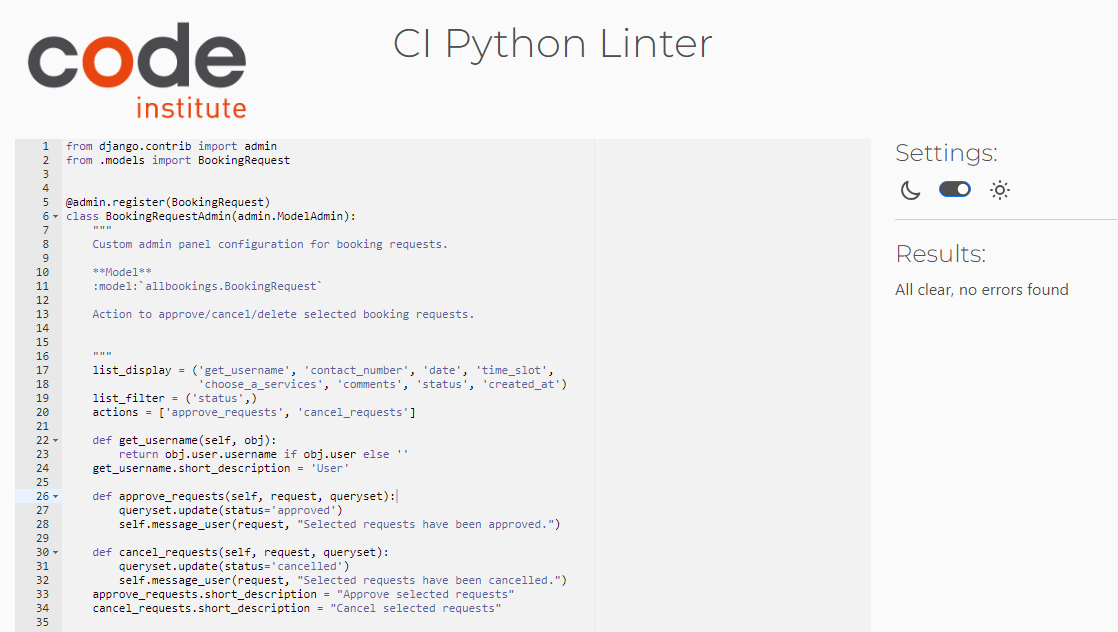 code
institute
CI Python Linter
1 from django.contrib import admin
2 from .models import BookingRequest
3
4
5 @admin.register(BookingRequest)
6 class BookingRequestAdmin(admin.ModelAdmin):
7     """
8     Custom admin panel configuration for booking requests.
9
10     **Model**
11     :model:`allbookings.BookingRequest`
12
13     Action to approve/cancel/delete selected booking requests.
14
15
16     """
17     list_display = ('get_username', 'contact_number', 'date', 'time_slot',
18                     'choose_a_services', 'comments', 'status', 'created_at')
19     list_filter = ('status',)
20     actions = ['approve_requests', 'cancel_requests']
21
22     def get_username(self, obj):
23         return obj.user.username if obj.user else ''
24     get_username.short_description = 'User'
25
26     def approve_requests(self, request, queryset):
27         queryset.update(status='approved')
28         self.message_user(request, "Selected requests have been approved.")
29
30     def cancel_requests(self, request, queryset):
31         queryset.update(status='cancelled')
32         self.message_user(request, "Selected requests have been cancelled.")
33     approve_requests.short_description = "Approve selected requests"
34     cancel_requests.short_description = "Cancel selected requests"
35
Settings:
Results:
All clear, no errors found